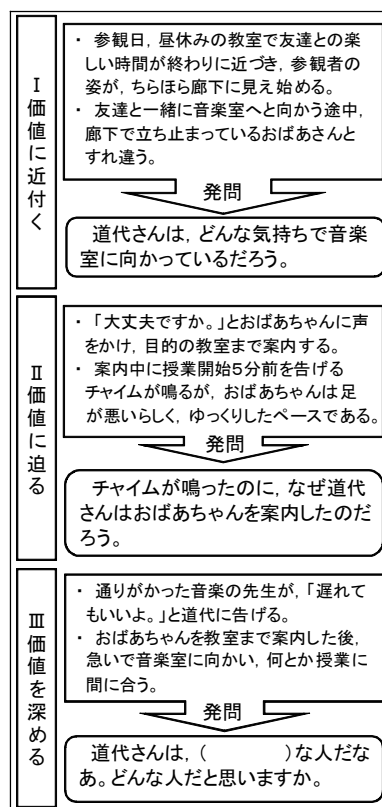 Ⅰ価値に近付く
・ 参観日，昼休みの教室で友達との楽
しい時間が終わりに近づき，参観者の
姿が，ちらほら廊下に見え始める。
・ 友達と一緒に音楽室へと向かう途中，
廊下で立ち止まっているおばあさんと
すれ違う。
発問
道代さんは，どんな気持ちで音楽
室に向かっているだろう。
Ⅱ価値に迫る
・ 「大丈夫ですか。」とおばあちゃんに声
をかけ，目的の教室まで案内する。
・ 案内中に授業開始５分前を告げる
チャイムが鳴るが，おばあちゃんは足
が悪いらしく，ゆっくりしたペースである。
発問
チャイムが鳴ったのに，なぜ道代
さんはおばあちゃんを案内したのだ
ろう。
Ⅲ価値を深める
・ 通りがかった音楽の先生が，「遅れて
もいいよ。」と道代に告げる。
・ おばあちゃんを教室まで案内した後，
急いで音楽室に向かい，何とか授業に
間に合う。
発問
道代さんは，（　　　　　）な人だな
あ。どんな人だと思いますか。